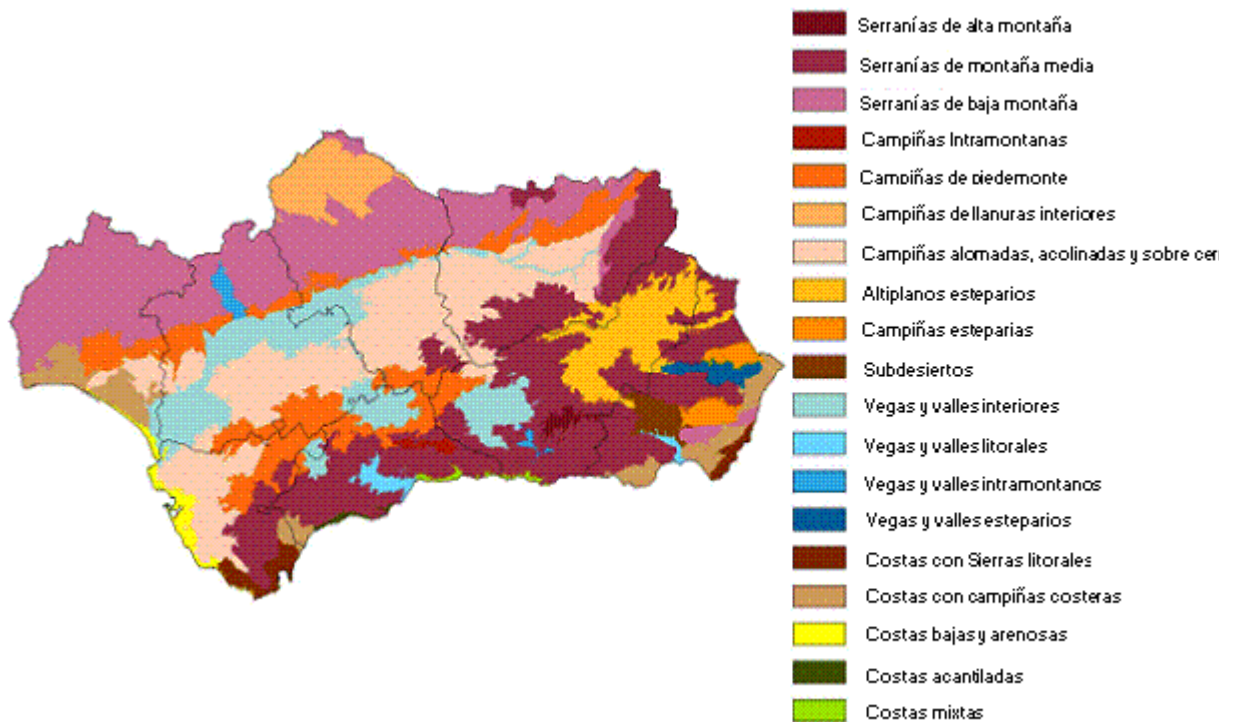 Serranías de alta montaña
Serranías de montaña media
Serranías de baja montaña
Campiñas Intramontanas
Campiñas de piedemonte
Campiñas de llanuras interiores
Campiñas alomadas, acolinadas y sobre cer
Altiplanos esteparios
Campiñas esteparias
Subdesiertos
Vegas y valles interiores
Vegas y valles litorales
Vegas y valles intramontanos
Vegas y valles esteparios
Costas con Sierras litorales
Costas con campiñas costeras
Costas bajas y arenosas
Costas acantiladas
Costas mixtas